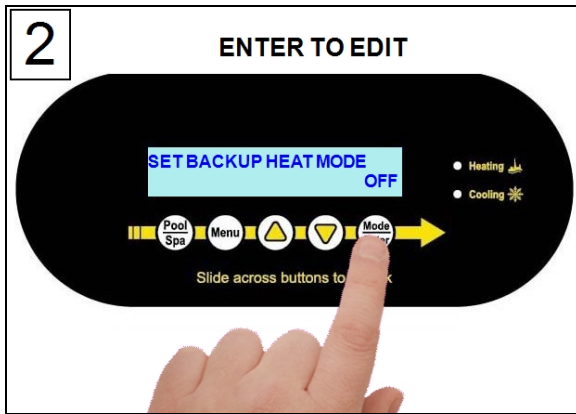 2
ENTER TO EDIT
SET BACKUP HEAT MODE
OFF
Heating
Cooling
Pool
Spa
Menu
Mode
Slide across buttons to